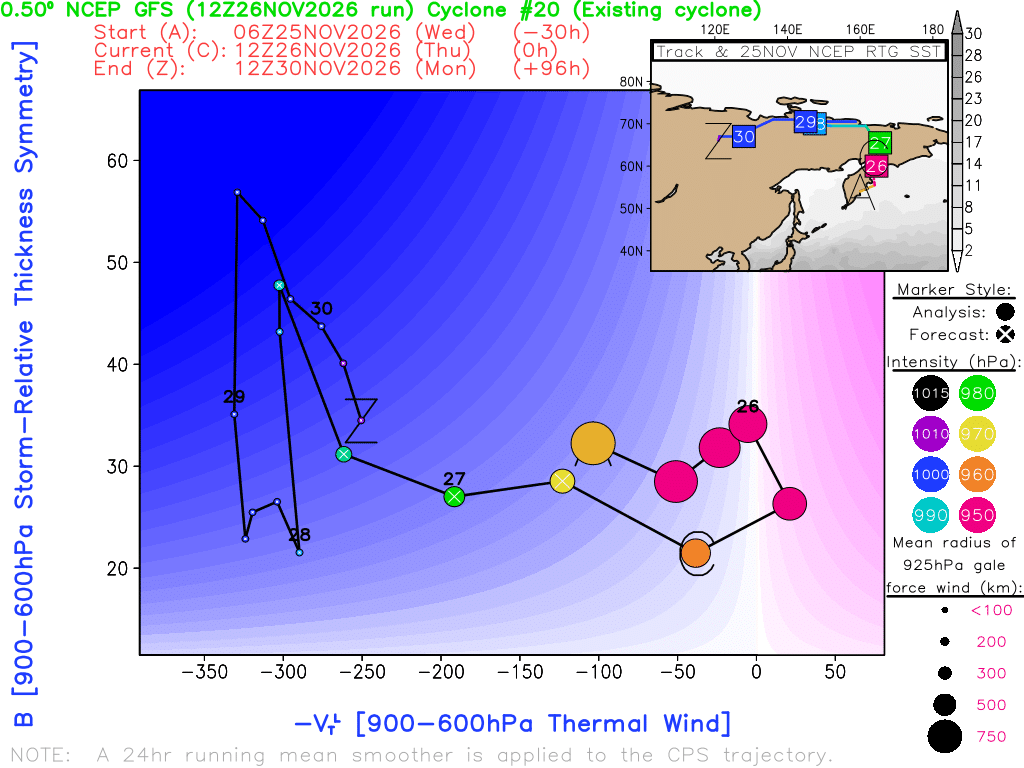 0.50° NCEP GFS (12Z26NOV2026 run) Cyclone #20 (Existing cyclone)
Start (A): 06Z25NOV2026 (Wed) (−30h)
Current (C): 12Z26NOV2026 (Thu) (0h)
End (Z): 12Z30NOV2026 (Mon) (+96h)
120E 140E 160E 180
Track & 25NOV NCEP RTG SST
80N
70N
60N
50N
40N
30 29 8 27 26
Z A
30
28
26
23
20
17
14
11
8
5
2
B [900−600hPa Storm−Relative Thickness Symmetry]
60
50
40
30
20
30
29
28
27
26
Z
C
−350 −300 −250 −200 −150 −100 −50 0 50
−VTL [900−600hPa Thermal Wind]
Marker Style:
Analysis:
Forecast:
Intensity (hPa):
1015 980
1010 970
1000 960
990 950
Mean radius of
925hPa gale
force wind (km):
<100
200
300
500
750
NOTE: A 24hr running mean smoother is applied to the CPS trajectory.